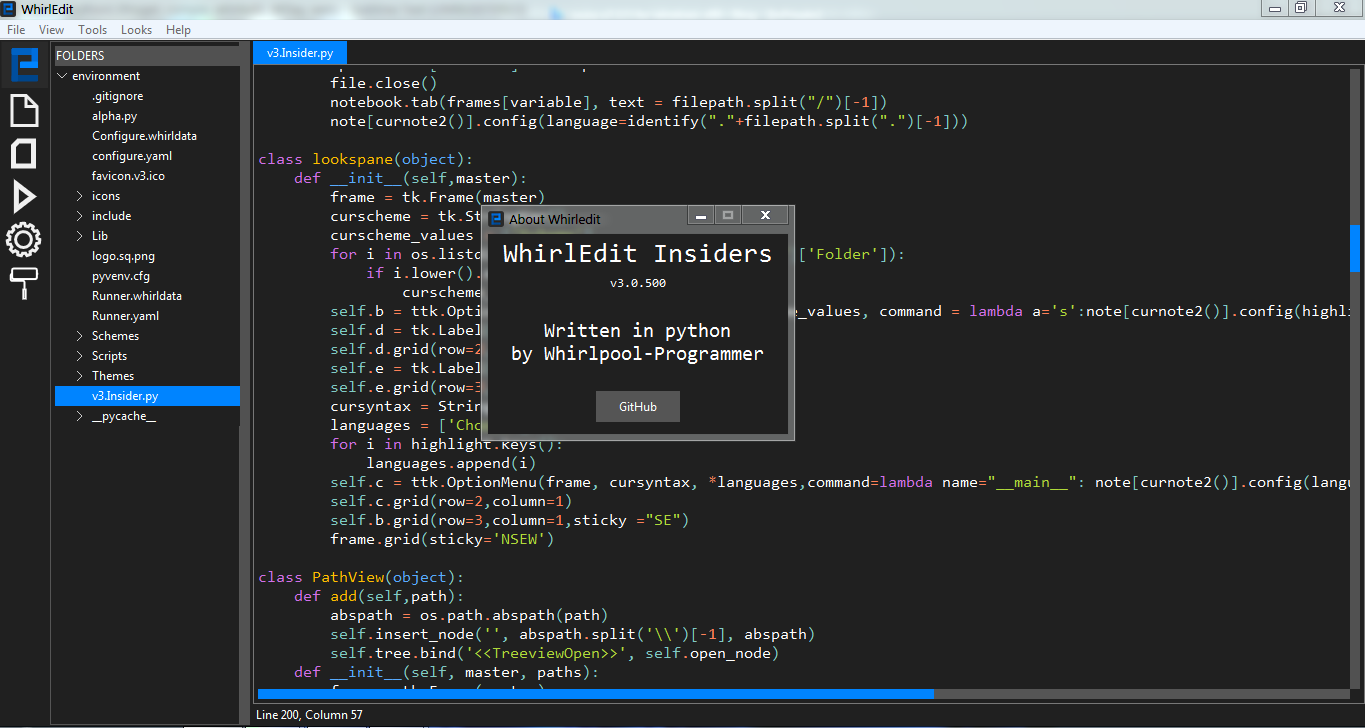 WhirlEdit
File View Tools Looks Help
FOLDERS
environment
.gitignore
alpha.py
Configure.whirldata
configure.yaml
favicon.v3.ico
icons
include
Lib
logo.sq.png
pyvenv.cfg
Runner.whirldata
Runner.yaml
Schemes
Scripts
Themes
v3.Insider.py
__pycache__
v3.Insider.py
file.close()
notebook.tab(frames[variable], text = filepath.split("/")[-1])
note[curnote2()].config(language=identify("."+filepath.split(".")[-1]))
class lookspane(object):
def __init__(self,master):
frame = tk.Frame(master)
curscheme = tk.St
curscheme_values
for i in os.listd ['Folder']):
if i.lower().
curscheme
self.b = ttk.Opti e_values, command = lambda a='s':note[curnote2()].config(highli
self.d = tk.Label
self.d.grid(row=2
self.e = tk.Label
self.e.grid(row=3
cursyntax = Strin
languages = ['Cho
for i in highlight.keys():
languages.append(i)
self.c = ttk.OptionMenu(frame, cursyntax, *languages,command=lambda name="__main__": note[curnote2()].config(langu
self.c.grid(row=2,column=1)
self.b.grid(row=3,column=1,sticky ="SE")
frame.grid(sticky='NSEW')
class PathView(object):
def add(self,path):
abspath = os.path.abspath(path)
self.insert_node('', abspath.split('\\')[-1], abspath)
self.tree.bind('<<TreeviewOpen>>', self.open_node)
def __init__(self, master, paths):
About Whirledit
WhirlEdit Insiders
v3.0.500
Written in python
by Whirlpool-Programmer
GitHub
Line 200, Column 57